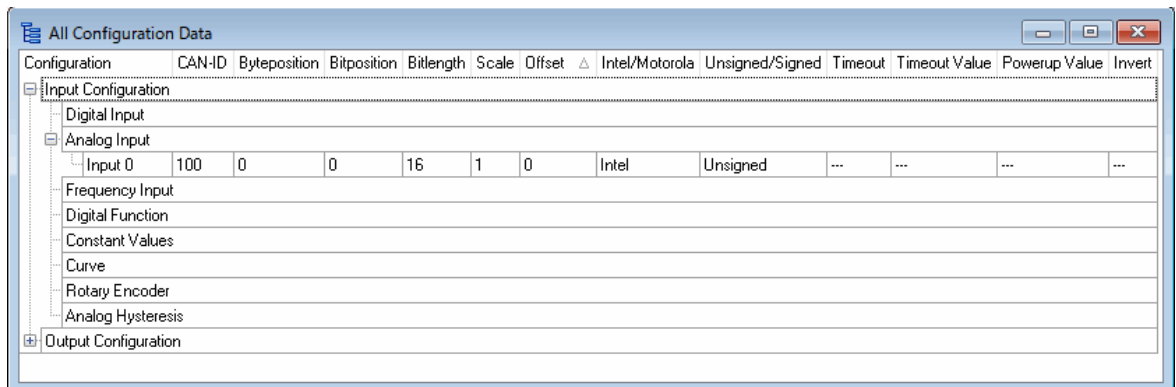 All Configuration Data
Configuration CAN-ID Byteposition Bitposition Bitlength Scale Offset Intel/Motorola Unsigned/Signed Timeout Timeout Value Powerup Value Invert
Input Configuration
Digital Input
Analog Input
Input 0 100 0 0 16 1 0 Intel Unsigned --- --- --- ---
Frequency Input
Digital Function
Constant Values
Curve
Rotary Encoder
Analog Hysteresis
Output Configuration